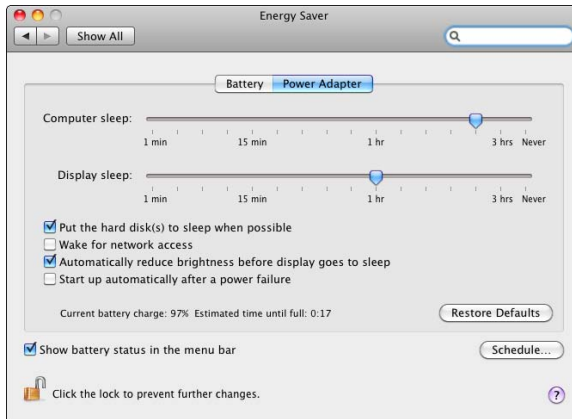 Energy Saver
Show All
Battery Power Adapter
Computer sleep:
1 min 15 min 1 hr 3 hrs Never
Display sleep:
1 min 15 min 1 hr 3 hrs Never
Put the hard disk(s) to sleep when possible
Wake for network access
Automatically reduce brightness before display goes to sleep
Start up automatically after a power failure
Current battery charge: 97% Estimated time until full: 0:17 Restore Defaults
Show battery status in the menu bar Schedule...
Click the lock to prevent further changes. ?